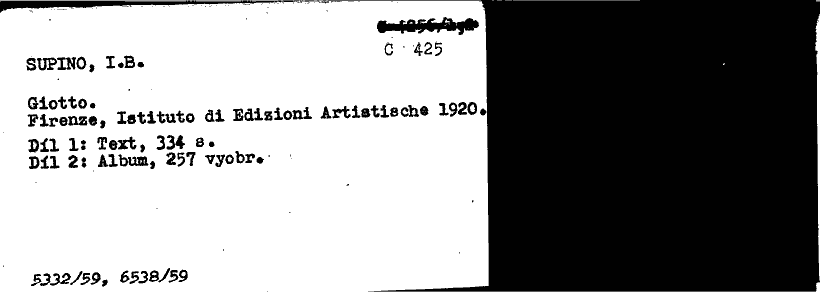 C 425
SUPINO, I.B.
Giotto.
Firenze, Istituto di Edizioni Artistische 1920.
Díl 1: Text, 334 s.
Díl 2: Album, 257 vyobr.
5332/59, 6538/59